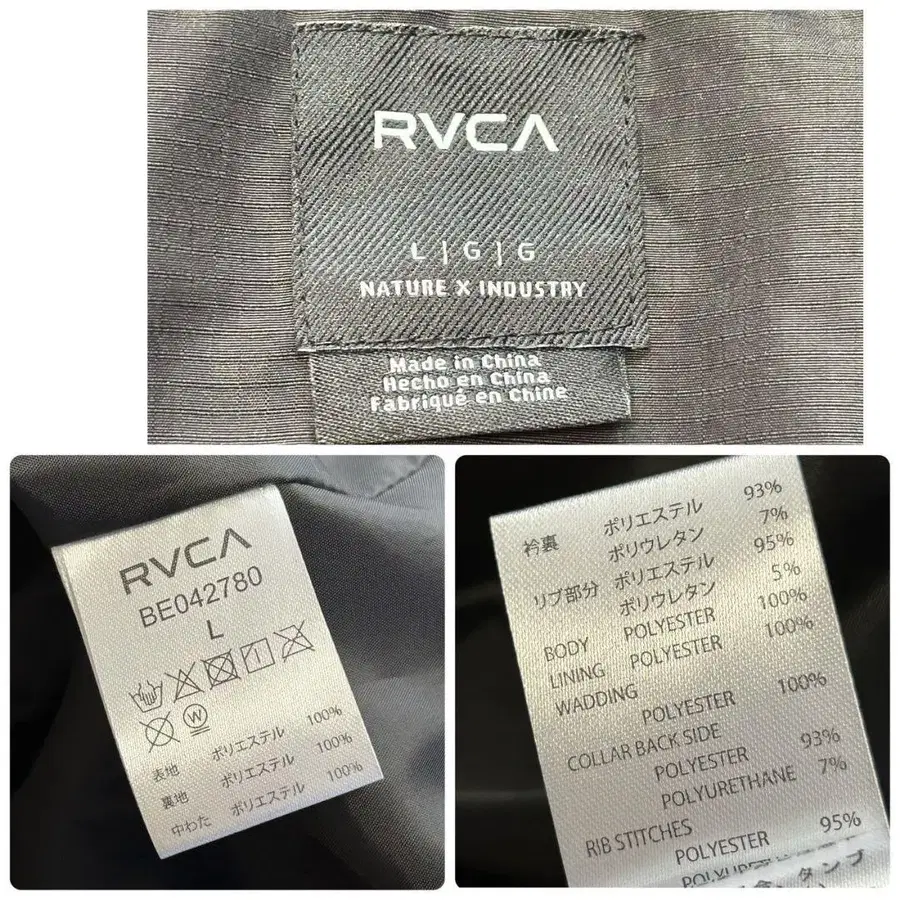 RVCA
L | G | G
NATURE X INDUSTRY
Made in China
Hecho en China
Fabriqué en Chine
RVCA
BE042780
L
W
表地 ポリエステル 100%
裏地 ポリエステル 100%
中わた ポリエステル 100%
衿裏 ポリエステル 93%
ポリウレタン 7%
リブ部分 ポリエステル 95%
ポリウレタン 5%
BODY POLYESTER 100%
LINING POLYESTER 100%
WADDING
POLYESTER 100%
COLLAR BACK SIDE
POLYESTER 93%
POLYURETHANE 7%
RIB STITCHES
POLYESTER 95%